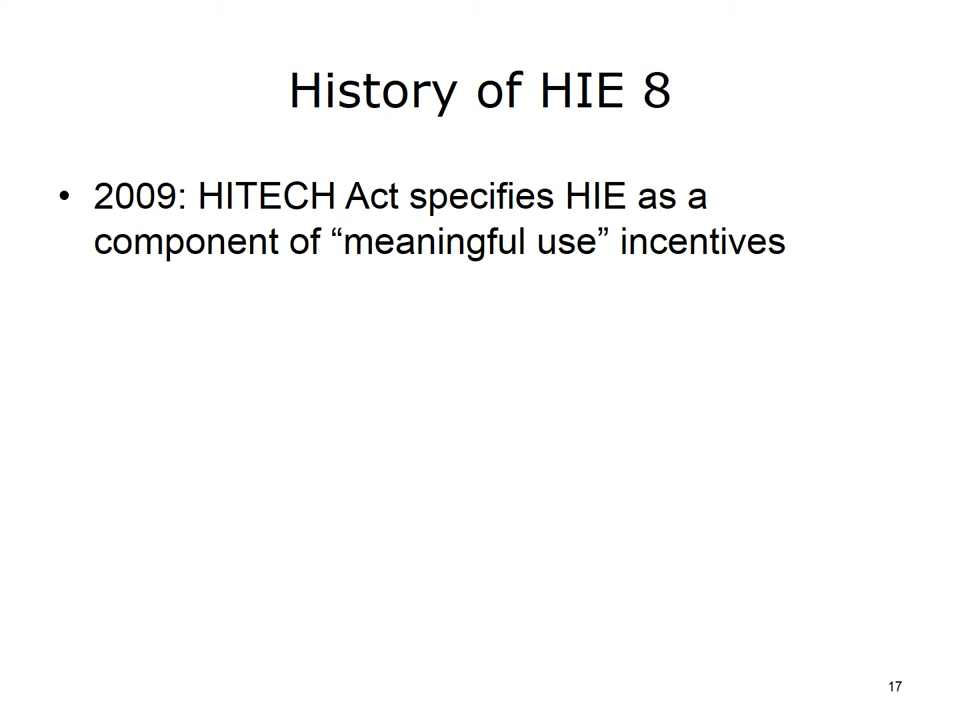 History of HIE 8
• 2009: HITECH Act specifies HIE as a
component of “meaningful use” incentives
17